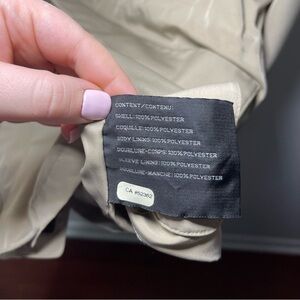 CONTENT/CONTENU:
SHELL:100%POLYESTER
COQUILLE:100%POLYESTER
BODY LINING:100%POLYESTER
DOUBLURE-CORPS:100%POLYESTER
SLEEVE LINING:100%POLYESTER
DOUBLURE-MANCHE:100%POLYESTER
CA #52362